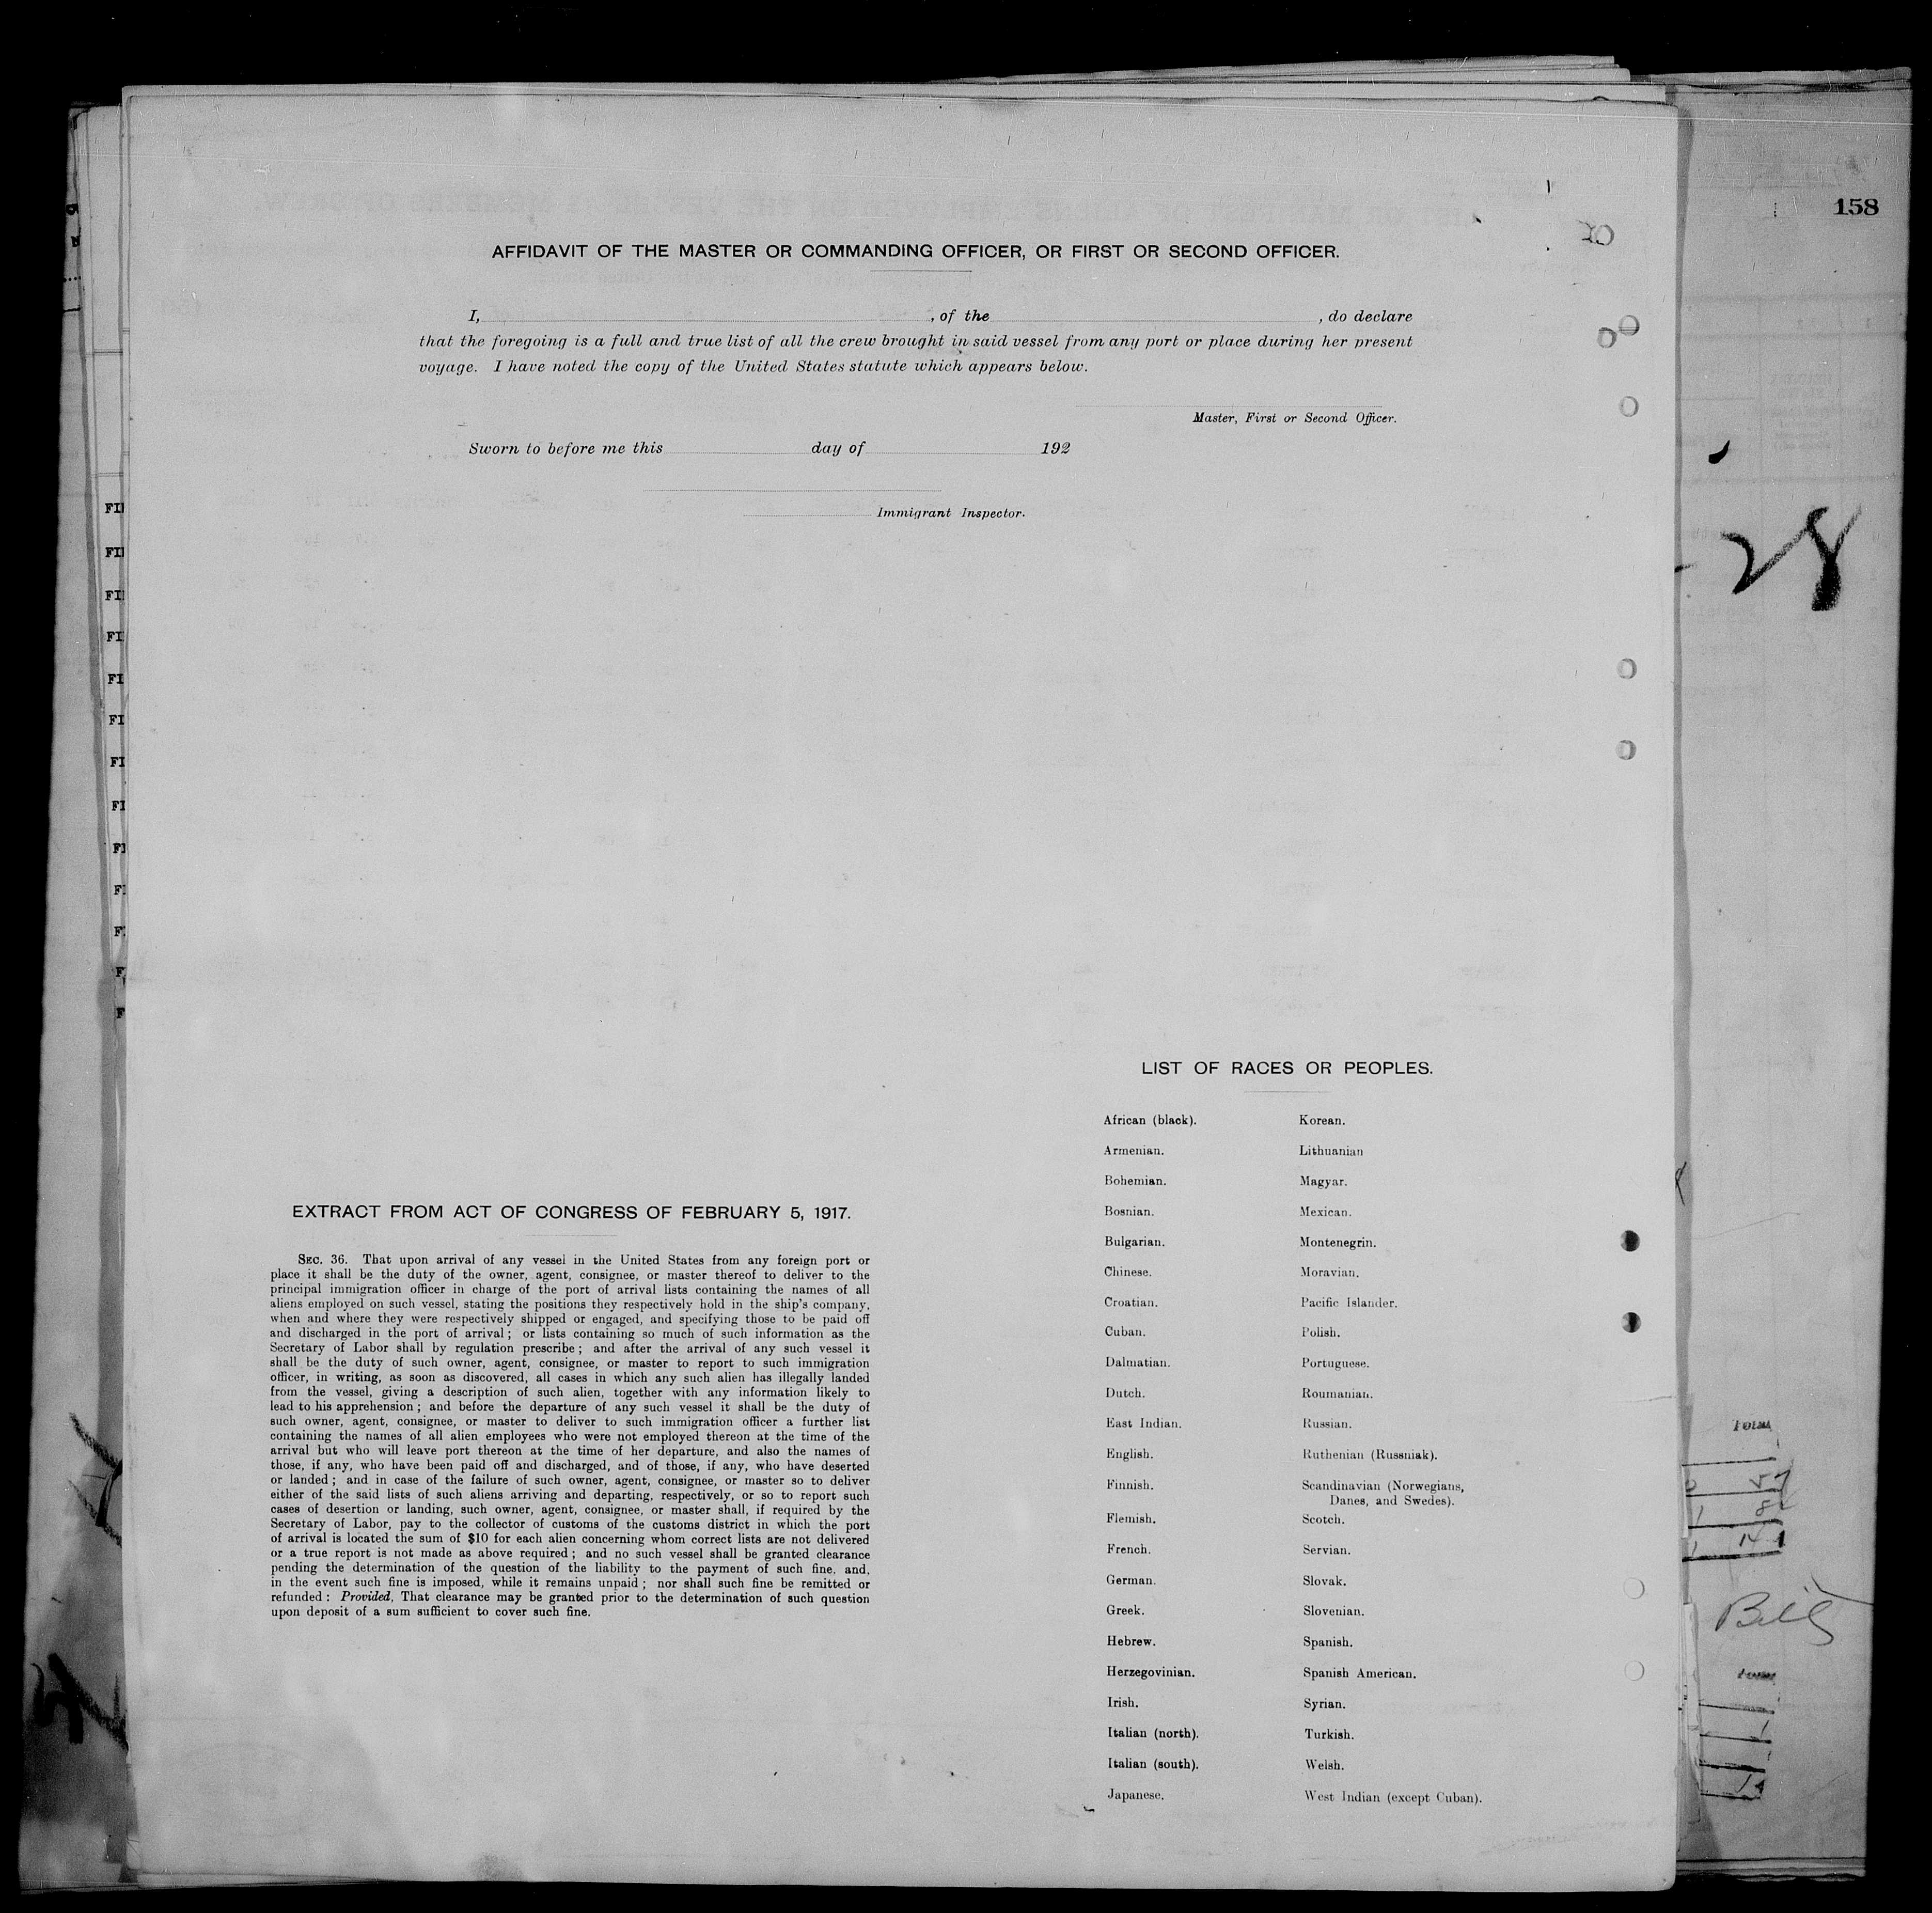 158
AFFIDAVIT OF THE MASTER OR COMMANDING OFFICER, OR FIRST OR SECOND OFFICER.
I, , of the , do declare
that the foregoing is a full and true list of all the crew brought in said vessel from any port or place during her present
voyage. I have noted the copy of the United States statute which appears below.
Master, First or Second Officer.
Sworn to before me this day of 192
Immigrant Inspector.
28
LIST OF RACES OR PEOPLES.
African (black). Korean.
Armenian. Lithuanian
Bohemian. Magyar.
Bosnian. Mexican.
Bulgarian. Montenegrin.
Chinese. Moravian.
Croatian. Pacific Islander.
Cuban. Polish.
Dalmatian. Portuguese.
Dutch. Roumanian.
East Indian. Russian.
English. Ruthenian (Russniak).
Finnish. Scandinavian (Norwegians,
Danes, and Swedes).
Flemish. Scotch.
French. Servian.
German. Slovak.
Greek. Slovenian.
Hebrew. Spanish.
Herzegovinian. Spanish American.
Irish. Syrian.
Italian (north). Turkish.
Italian (south). Welsh.
Japanese. West Indian (except Cuban).
EXTRACT FROM ACT OF CONGRESS OF FEBRUARY 5, 1917.
SEC. 36. That upon arrival of any vessel in the United States from any foreign port or
place it shall be the duty of the owner, agent, consignee, or master thereof to deliver to the
principal immigration officer in charge of the port of arrival lists containing the names of all
aliens employed on such vessel, stating the positions they respectively hold in the ship's company,
when and where they were respectively shipped or engaged, and specifying those to be paid off
and discharged in the port of arrival; or lists containing so much of such information as the
Secretary of Labor shall by regulation prescribe; and after the arrival of any such vessel it
shall be the duty of such owner, agent, consignee, or master to report to such immigration
officer, in writing, as soon as discovered, all cases in which any such alien has illegally landed
from the vessel, giving a description of such alien, together with any information likely to
lead to his apprehension; and before the departure of any such vessel it shall be the duty of
such owner, agent, consignee, or master to deliver to such immigration officer a further list
containing the names of all alien employees who were not employed thereon at the time of the
arrival but who will leave port thereon at the time of her departure, and also the names of
those, if any, who have been paid off and discharged, and of those, if any, who have deserted
or landed; and in case of the failure of such owner, agent, consignee, or master so to deliver
either of the said lists of such aliens arriving and departing, respectively, or so to report such
cases of desertion or landing, such owner, agent, consignee, or master shall, if required by the
Secretary of Labor, pay to the collector of customs of the customs district in which the port
of arrival is located the sum of $10 for each alien concerning whom correct lists are not delivered
or a true report is not made as above required; and no such vessel shall be granted clearance
pending the determination of the question of the liability to the payment of such fine, and,
in the event such fine is imposed, while it remains unpaid; nor shall such fine be remitted or
refunded: Provided, That clearance may be granted prior to the determination of such question
upon deposit of a sum sufficient to cover such fine.
Total